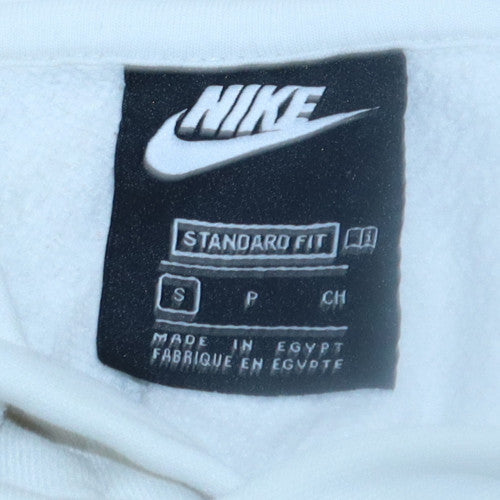 NIKE
STANDARD FIT
S P CH
MADE IN EGYPT
FABRIQUE EN EGYPTE